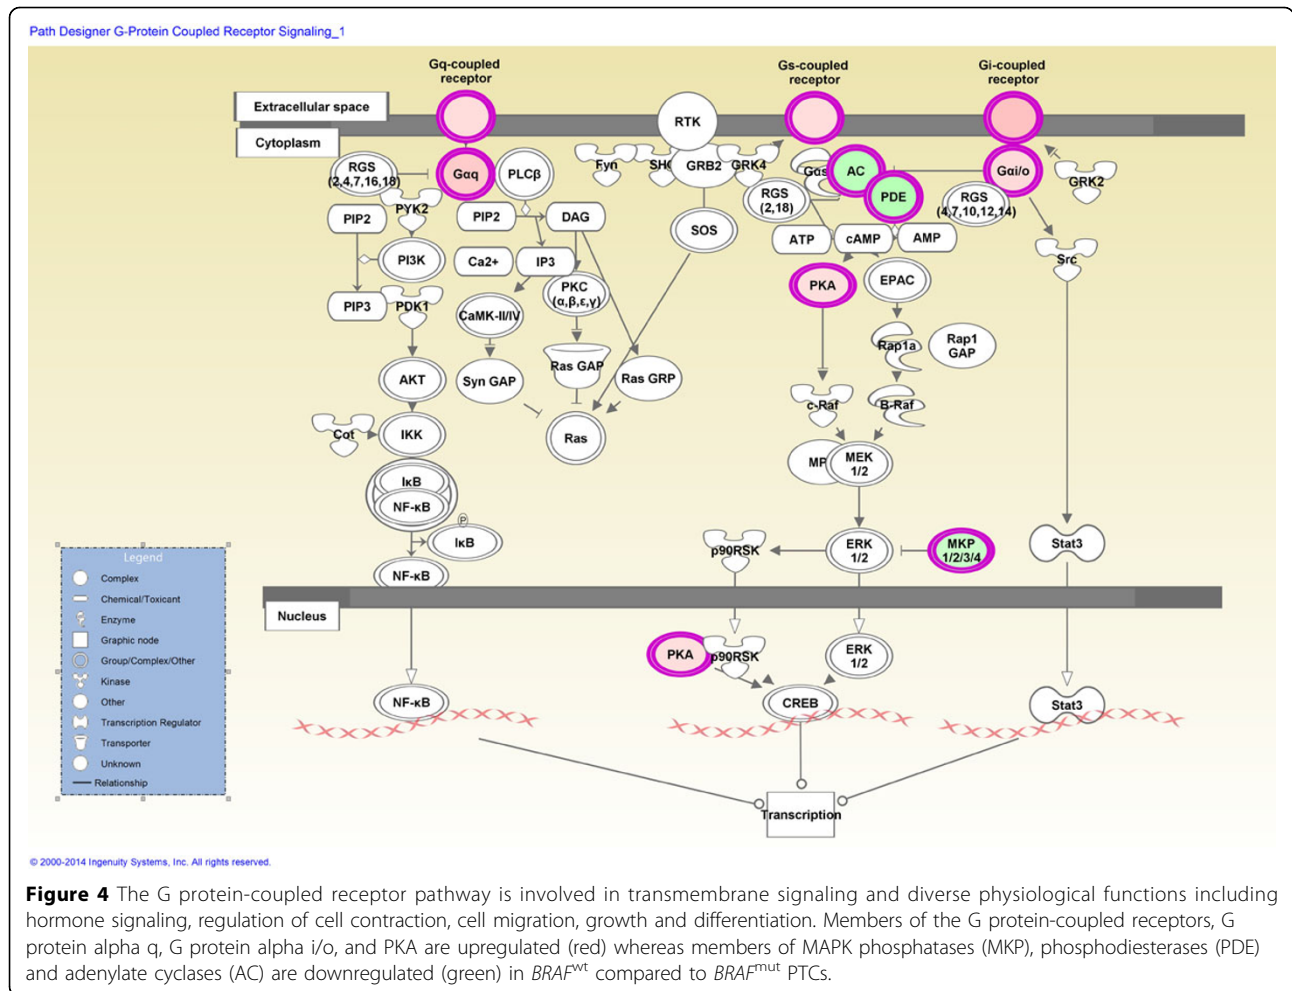 Path Designer G-Protein Coupled Receptor Signaling_1
Gq-coupled
receptor
Gs-coupled
receptor
Gi-coupled
receptor
Extracellular space
Cytoplasm
RTK
RGS
(2,4,7,16,18)
Gαq
PLCβ
Fyn
SH
GRB2
GRK4
Gαs
AC
PDE
Gαi/o
GRK2
RGS
(2,18)
RGS
(4,7,10,12,14)
PIP2
PYK2
PIP2
DAG
SOS
ATP
cAMP
AMP
PI3K
Ca2+
IP3
Src
PKC
(α,β,ε,γ)
PKA
EPAC
PIP3
PDK1
CaMK-II/IV
Rap1a
Rap1
GAP
AKT
Syn GAP
Ras GAP
Ras GRP
c-Raf
B-Raf
Cot
IKK
Ras
MP
MEK
1/2
IκB
NF-κB
P
IκB
p90RSK
ERK
1/2
MKP
1/2/3/4
Stat3
NF-κB
Nucleus
PKA
p90RSK
ERK
1/2
NF-κB
CREB
Stat3
Transcription
Legend
Complex
Chemical/Toxicant
Enzyme
Graphic node
Group/Complex/Other
Kinase
Other
Transcription Regulator
Transporter
Unknown
Relationship
© 2000-2014 Ingenuity Systems, Inc. All rights reserved.
Figure 4 The G protein-coupled receptor pathway is involved in transmembrane signaling and diverse physiological functions including
hormone signaling, regulation of cell contraction, cell migration, growth and differentiation. Members of the G protein-coupled receptors, G
protein alpha q, G protein alpha i/o, and PKA are upregulated (red) whereas members of MAPK phosphatases (MKP), phosphodiesterases (PDE)
and adenylate cyclases (AC) are downregulated (green) in BRAFwt compared to BRAFmut PTCs.